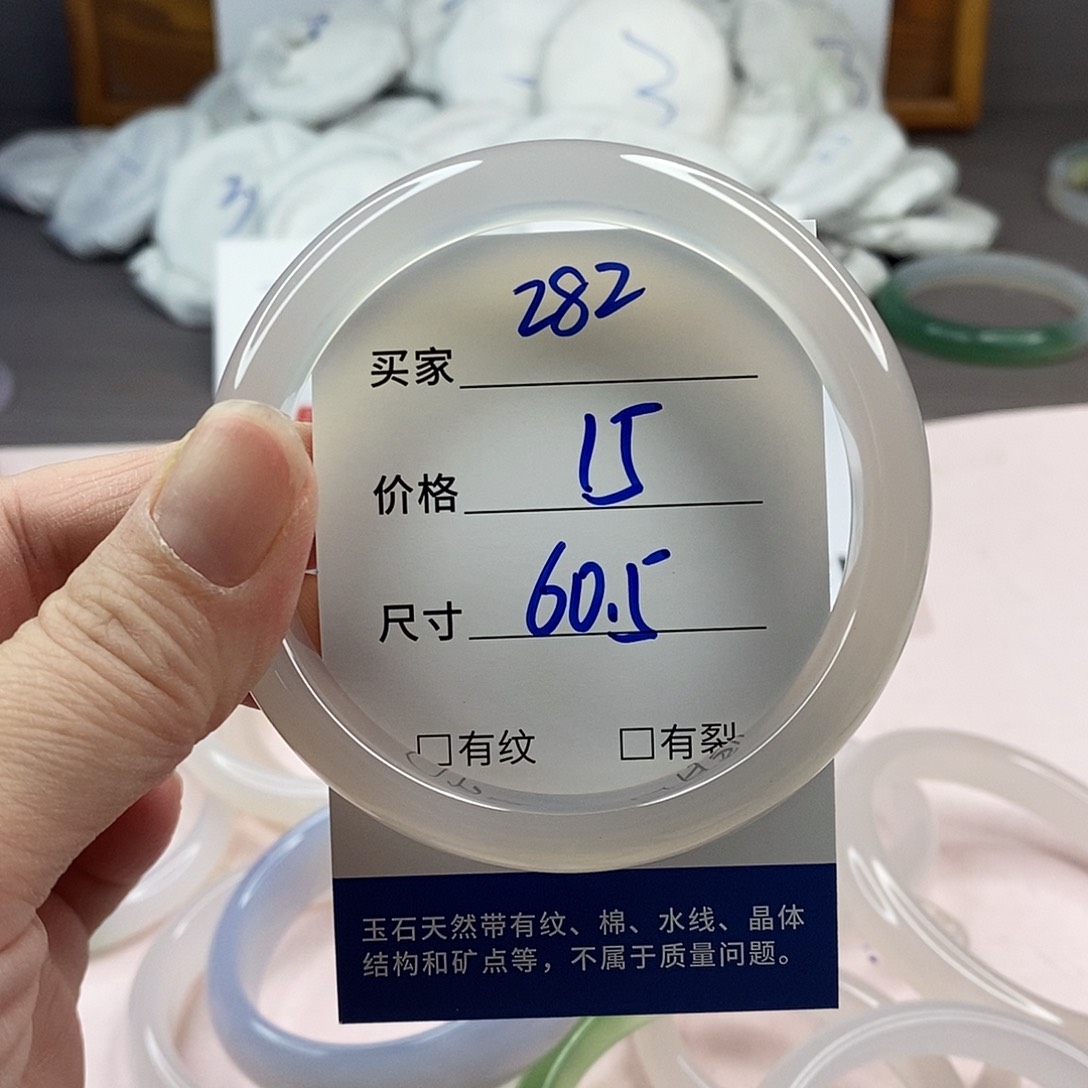 282
买家
价格 15
尺寸 60.5
□有纹 □有裂
玉石天然带有纹、棉、水线、晶体
结构和矿点等，不属于质量问题。